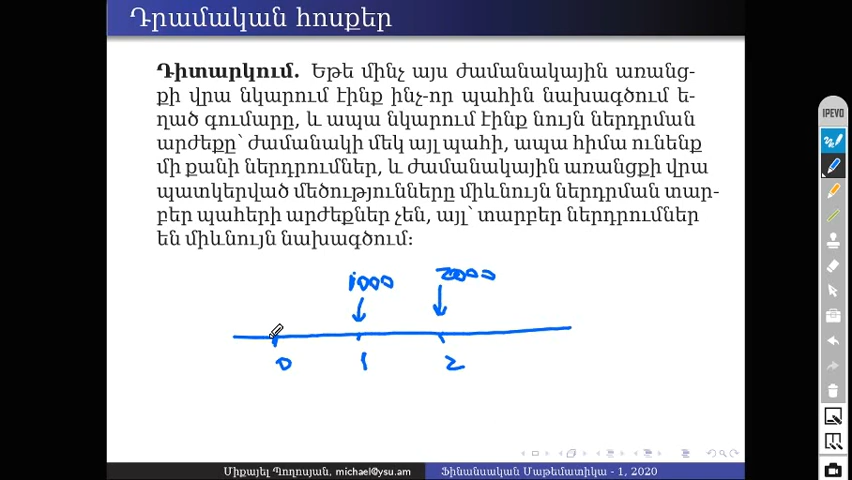 Դրամական հոսքեր
Դիտարկում. Եթե մինչ այս ժամանակային առանց-
քի վրա նկարում էինք ինչ-որ պահին նախագծում ե-
ղած գումարը, և ապա նկարում էինք նույն ներդրման
արժեքը՝ ժամանակի մեկ այլ պահի, ապա հիմա ունենք
մի քանի ներդրումներ, և ժամանակային առանցքի վրա
պատկերված մեծությունները միևնույն ներդրման տար-
բեր պահերի արժեքներ չեն, այլ՝ տարբեր ներդրումներ
են միևնույն նախագծում:
1000 2000
0 1 2
Միքայել Պողոսյան, michael@ysu.am Ֆինանսական Մաթեմատիկա - 1, 2020
IPEVO